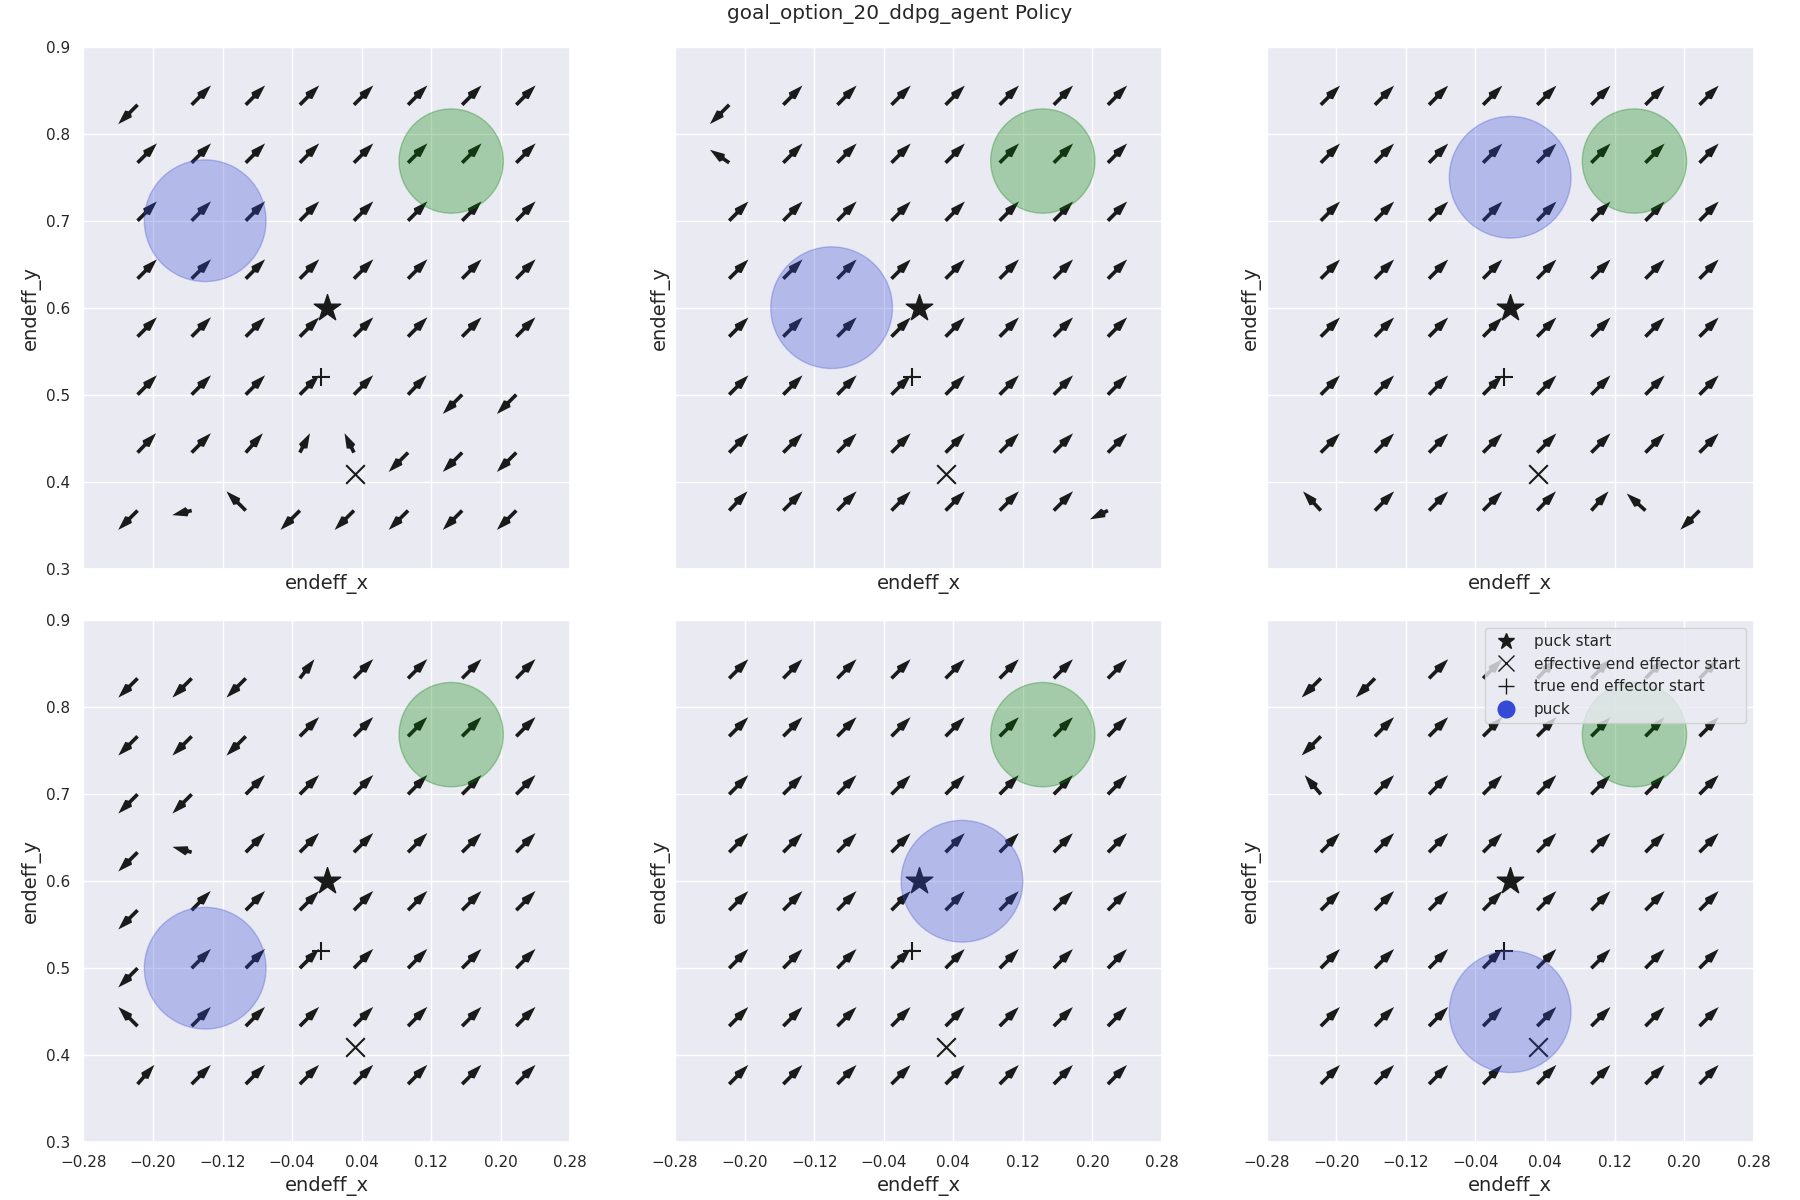 goal_option_20_ddpg_agent Policy
0.9
0.8
0.7
0.6
0.5
0.4
0.3
endeff_y
endeff_x
endeff_y
endeff_x
endeff_y
endeff_x
0.9
0.8
0.7
0.6
0.5
0.4
0.3
endeff_y
−0.28 −0.20 −0.12 −0.04 0.04 0.12 0.20 0.28
endeff_x
endeff_y
−0.28 −0.20 −0.12 −0.04 0.04 0.12 0.20 0.28
endeff_x
endeff_y
puck start
effective end effector start
true end effector start
puck
−0.28 −0.20 −0.12 −0.04 0.04 0.12 0.20 0.28
endeff_x